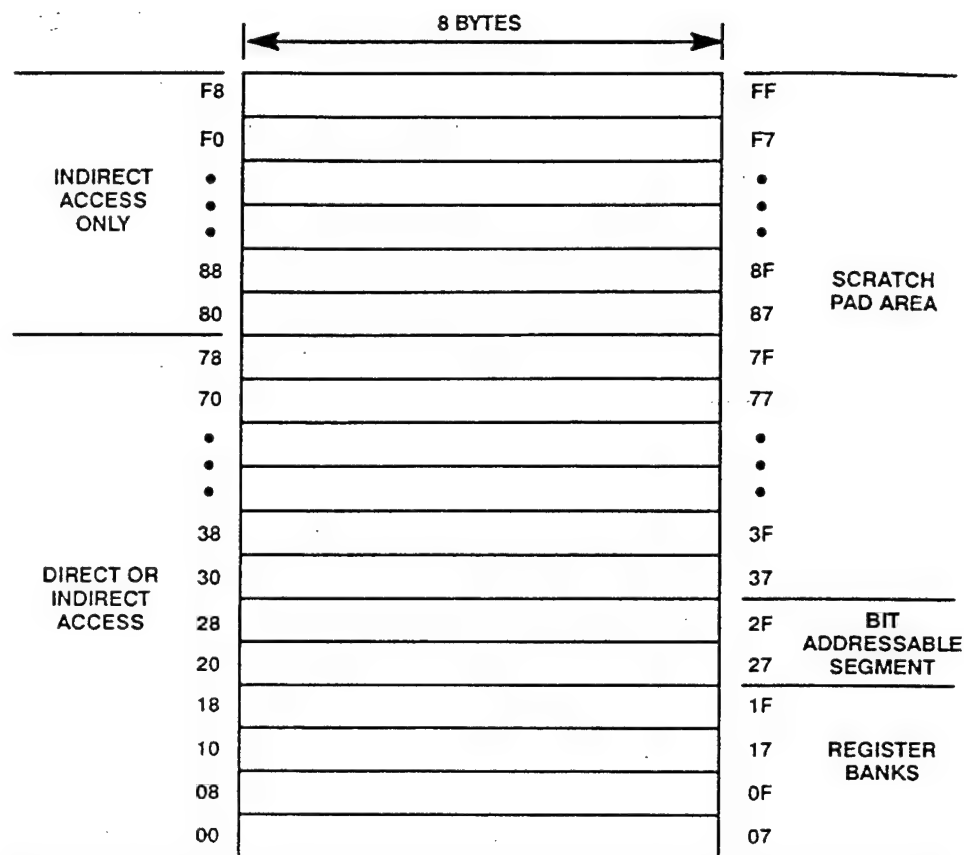 8 BYTES
F8 FF
F0 F7
INDIRECT
ACCESS
ONLY
88 8F
80 87
SCRATCH
PAD AREA
78 7F
70 77
38 3F
30 37
DIRECT OR
INDIRECT
ACCESS
28 2F
20 27
BIT
ADDRESSABLE
SEGMENT
18 1F
10 17
REGISTER
BANKS
08 0F
00 07